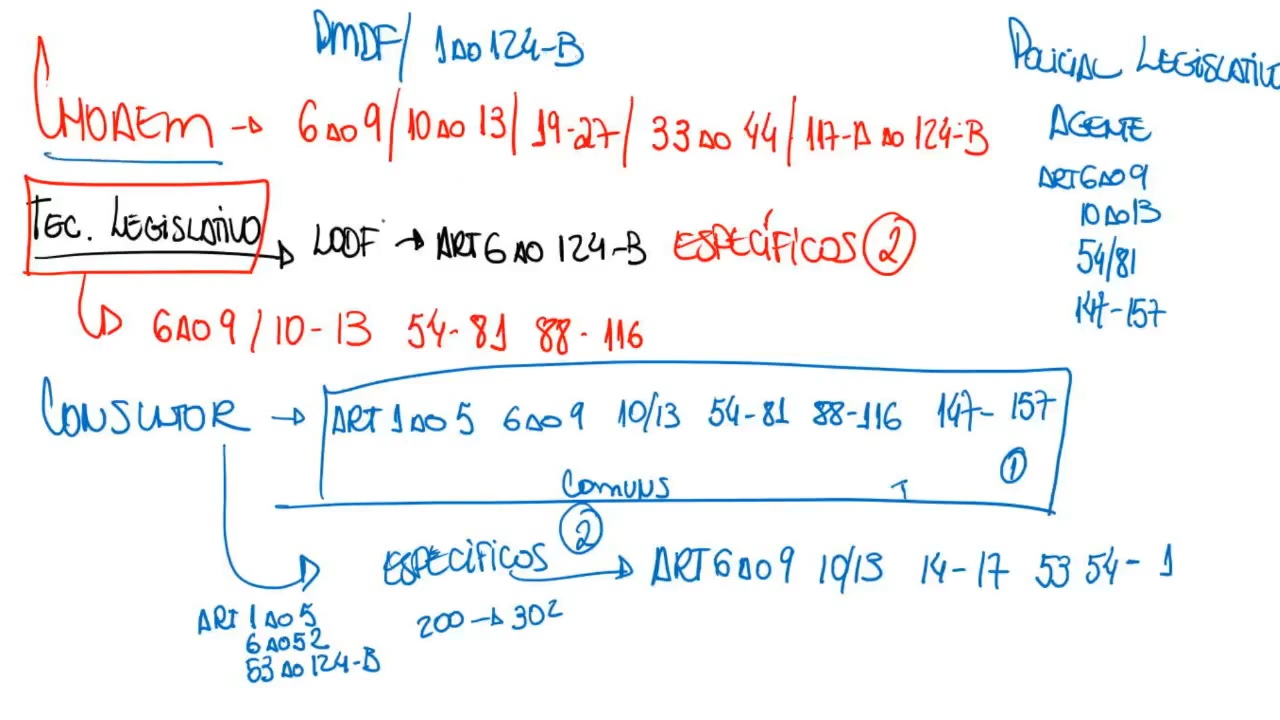 PMDF/ 1 AO 124-B
POLICIAL LEGISLATIVO
AGENTE
6 AO 9/ 10 AO 13/ 19-27/ 33 AO 44/ 117-A AO 124-B
ART 6 AO 9
10 AO 13
54/81
147-157
TEC. LEGISLATIVO → LODF → ART 6 AO 124-B ESPECÍFICOS 2
6 AO 9 / 10-13 54-81 88-116
CONSULTOR → ART 1 AO 5 6 AO 9 10/13 54-81 88-116 147-157
1
COMUNS
ESPECÍFICOS 2 → ART 6 AO 9 10/13 14-17 53 54- 1
ART 1 AO 5
6 AO 52
53 AO 124-B
200 → 302